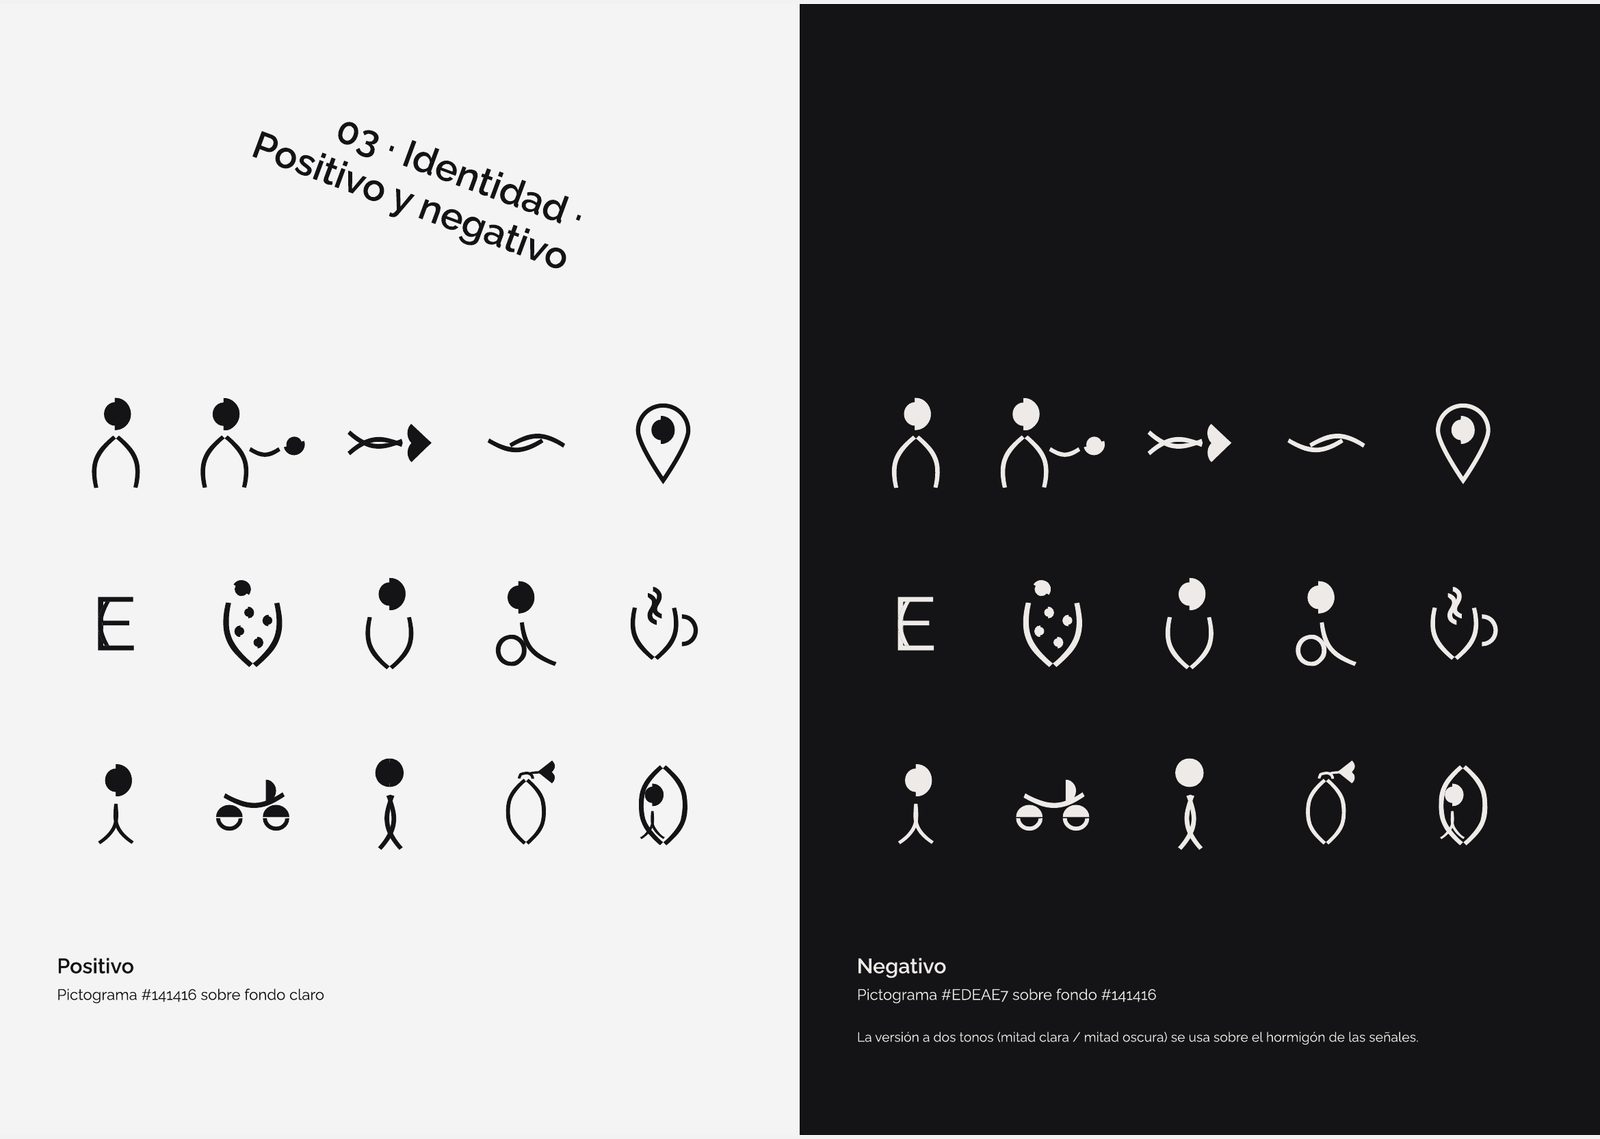 03 · Identidad ·
Positivo y negativo
E
E
Positivo
Pictograma #141416 sobre fondo claro
Negativo
Pictograma #EDEAE7 sobre fondo #141416
La versión a dos tonos (mitad clara / mitad oscura) se usa sobre el hormigón de las señales.